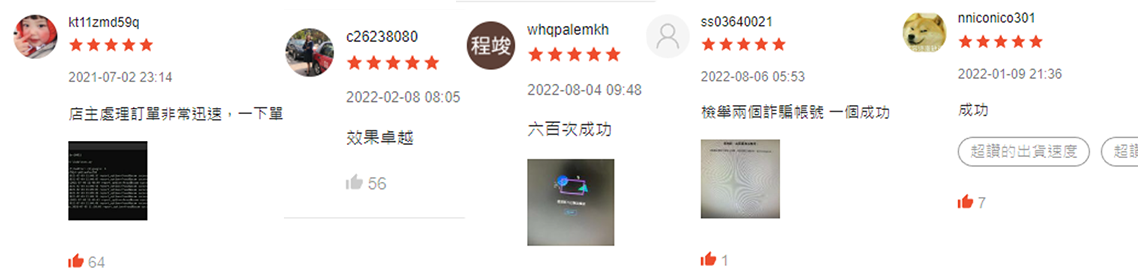 kt11zmd59q
2021-07-02 23:14
店主處理訂單非常迅速，一下單
64
c26238080
2022-02-08 08:05
效果卓越
56
程竣
whqpalemkh
2022-08-04 09:48
六百次成功
ss03640021
2022-08-06 05:53
檢舉兩個詐騙帳號 一個成功
1
nniconico301
2022-01-09 21:36
成功
超讚的出貨速度
超讚
7